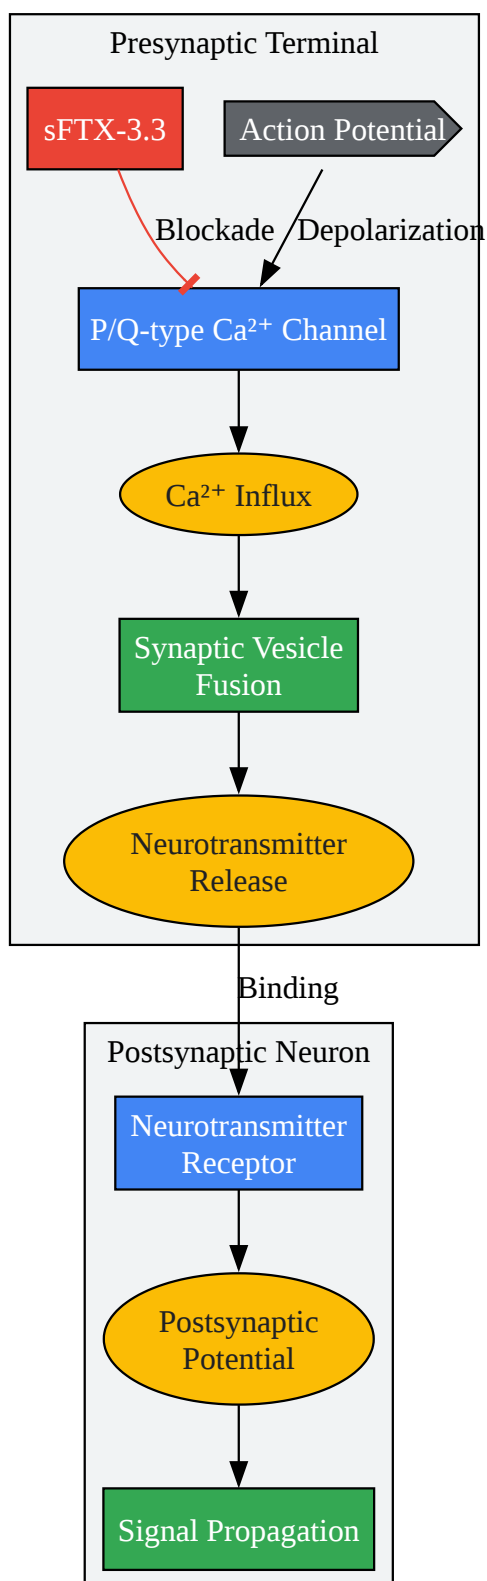 Presynaptic Terminal
sFTX-3.3
Action Potential
Blockade
Depolarization
P/Q-type Ca²⁺ Channel
Ca²⁺ Influx
Synaptic Vesicle
Fusion
Neurotransmitter
Release
Binding
Postsynaptic Neuron
Neurotransmitter
Receptor
Postsynaptic
Potential
Signal Propagation